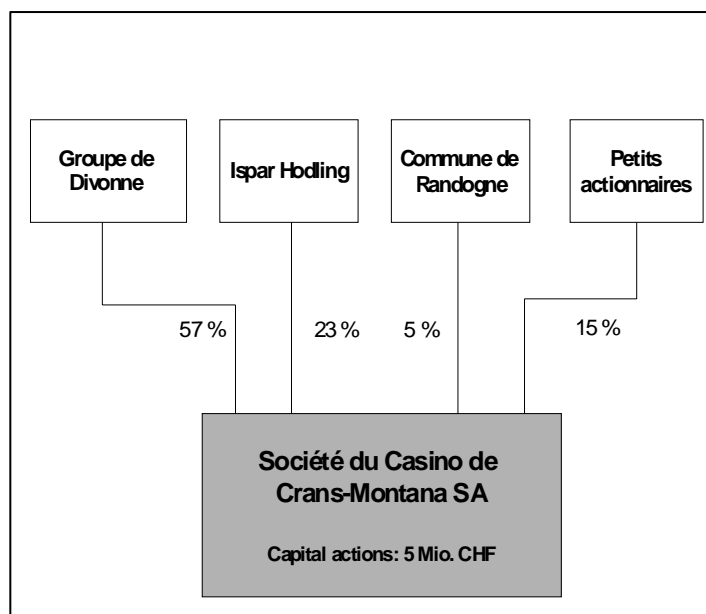 Groupe de
Divonne
Ispar Hodling
Commune de
Randogne
Petits
actionnaires
57 %
23 %
5 %
15 %
Société du Casino de
Crans-Montana SA
Capital actions: 5 Mio. CHF